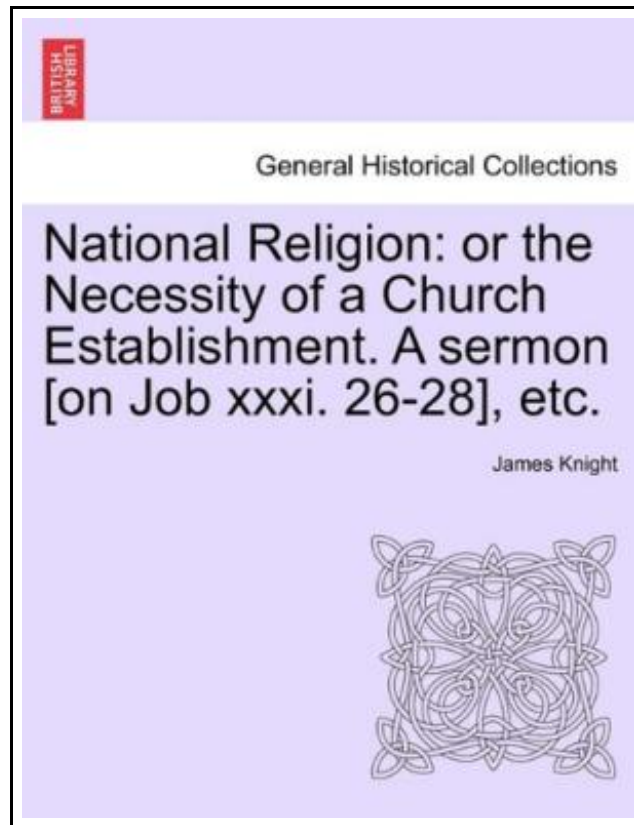 BRITISH
LIBRARY
General Historical Collections
National Religion: or the
Necessity of a Church
Establishment. A sermon
[on Job xxxi. 26-28], etc.
James Knight